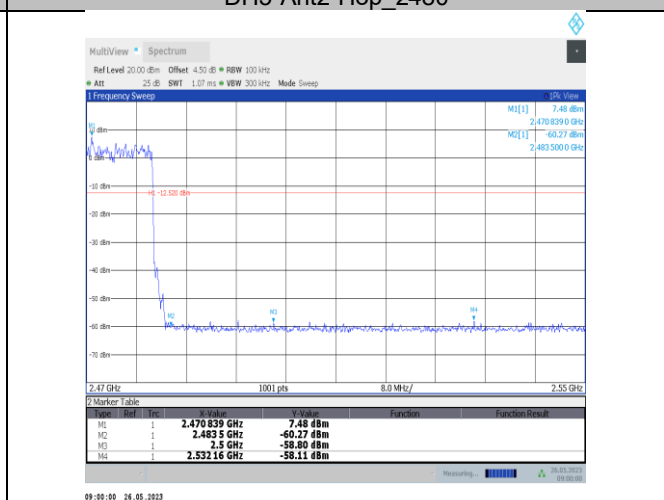 DH5-Ant2-Hop_2480
MultiView Spectrum
Ref Level 20.00 dBm Offset 4.50 dB RBW 100 kHz
Att 25 dB SWT 1.07 ms VBW 300 kHz Mode Sweep
1 Frequency Sweep 1Pk View
M1[1] 7.48 dBm
2.4708390 GHz
M2[1] -60.27 dBm
2.4835000 GHz
M1
10 dBm
0 dBm
-10 dBm
H1 -12.520 dBm
-20 dBm
-30 dBm
-40 dBm
-50 dBm
M2 M3 M4
-60 dBm
-70 dBm
2.47 GHz 1001 pts 8.0 MHz/ 2.55 GHz
2 Marker Table
Type Ref Trc X-Value Y-Value Function Function Result
M1 1 2.470 839 GHz 7.48 dBm
M2 1 2.483 5 GHz -60.27 dBm
M3 1 2.5 GHz -58.80 dBm
M4 1 2.532 16 GHz -58.11 dBm
Measuring... 26.05.2023
09:00:00
09:00:00 26.05.2023